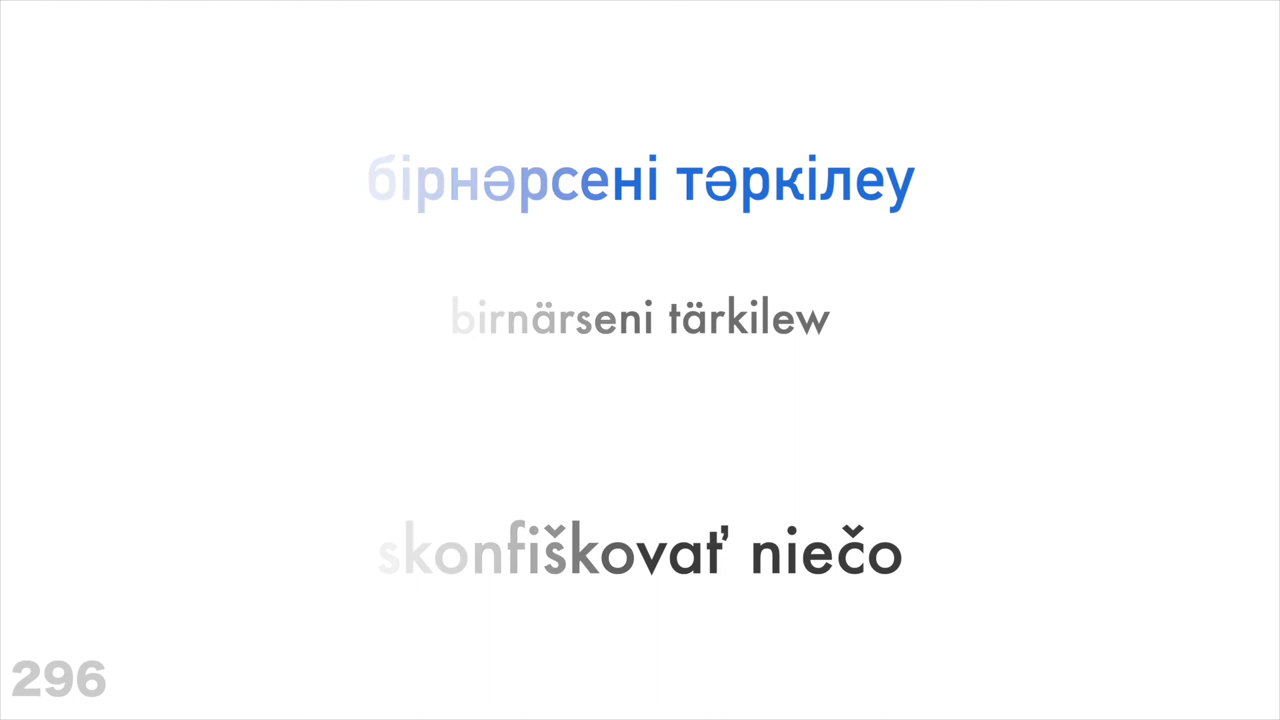 бірнәрсені тәркілеу
birnärseni tärkilew
skonfiškovať niečo
296